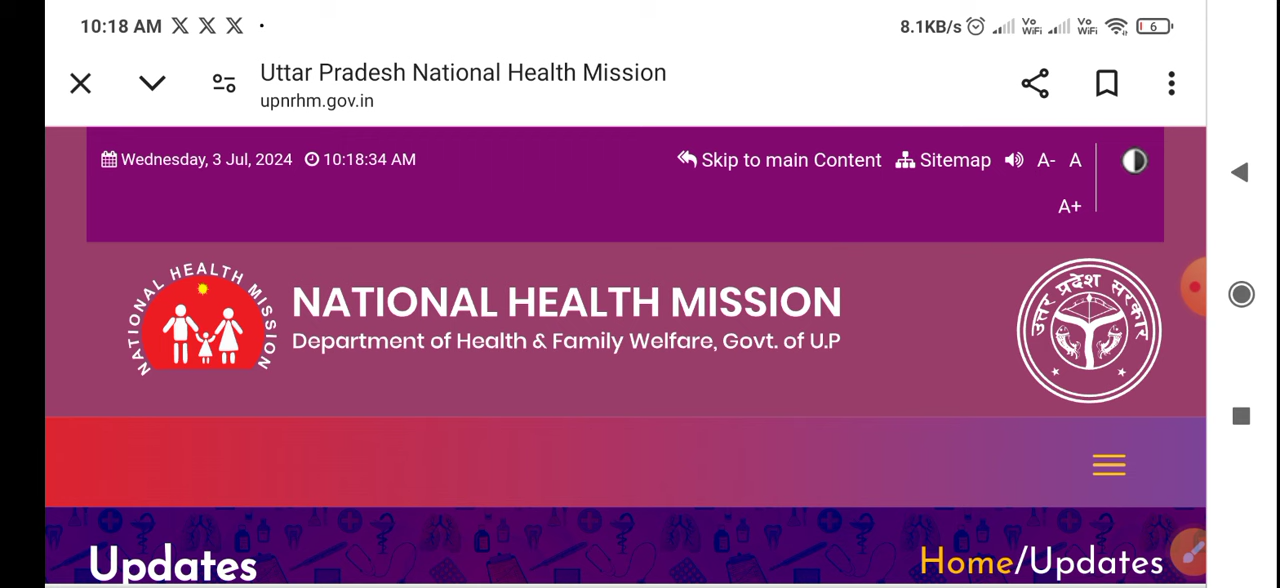 10:18 AM
8.1KB/s Vo WiFi Vo WiFi 6
Uttar Pradesh National Health Mission
upnrhm.gov.in
Wednesday, 3 Jul, 2024 10:18:34 AM
Skip to main Content Sitemap A- A
A+
NATIONAL HEALTH MISSION
NATIONAL HEALTH MISSION
Department of Health & Family Welfare, Govt. of U.P
उत्तर प्रदेश सरकार
Updates
Home/Updates